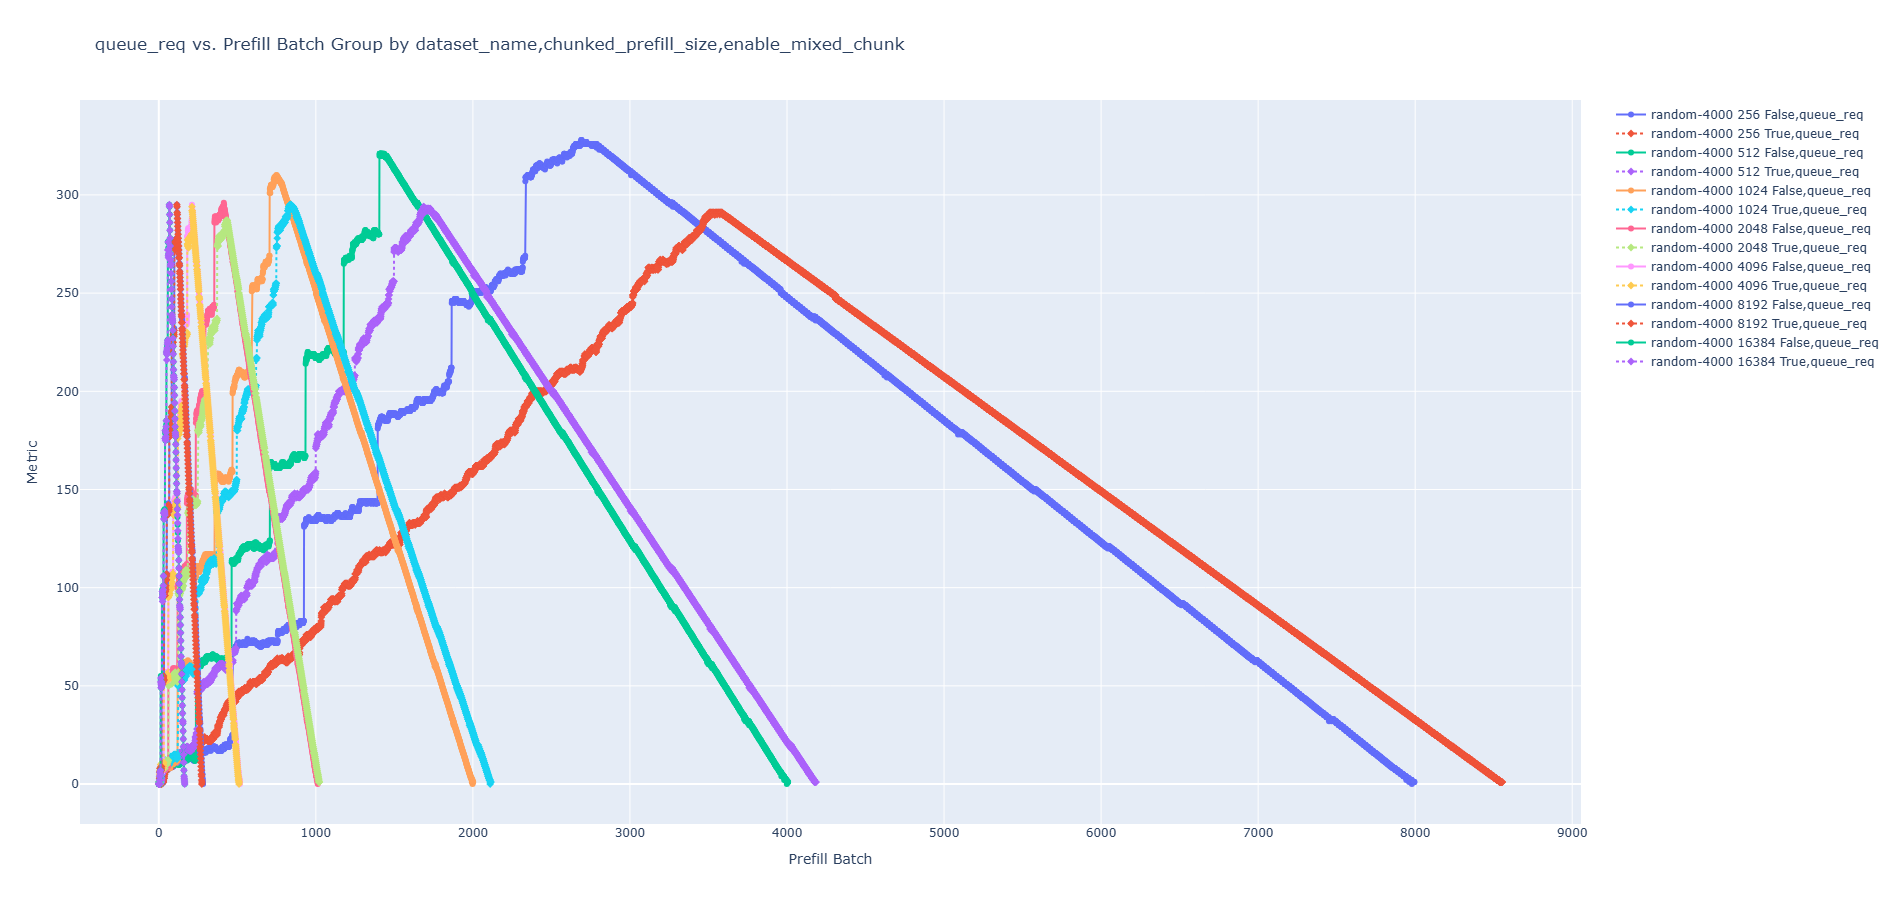 queue_req vs. Prefill Batch Group by dataset_name,chunked_prefill_size,enable_mixed_chunk
random-4000 256 False,queue_req
random-4000 256 True,queue_req
random-4000 512 False,queue_req
random-4000 512 True,queue_req
random-4000 1024 False,queue_req
random-4000 1024 True,queue_req
random-4000 2048 False,queue_req
random-4000 2048 True,queue_req
random-4000 4096 False,queue_req
random-4000 4096 True,queue_req
random-4000 8192 False,queue_req
random-4000 8192 True,queue_req
random-4000 16384 False,queue_req
random-4000 16384 True,queue_req
Metric
300
250
200
150
100
50
0
0 1000 2000 3000 4000 5000 6000 7000 8000 9000
Prefill Batch